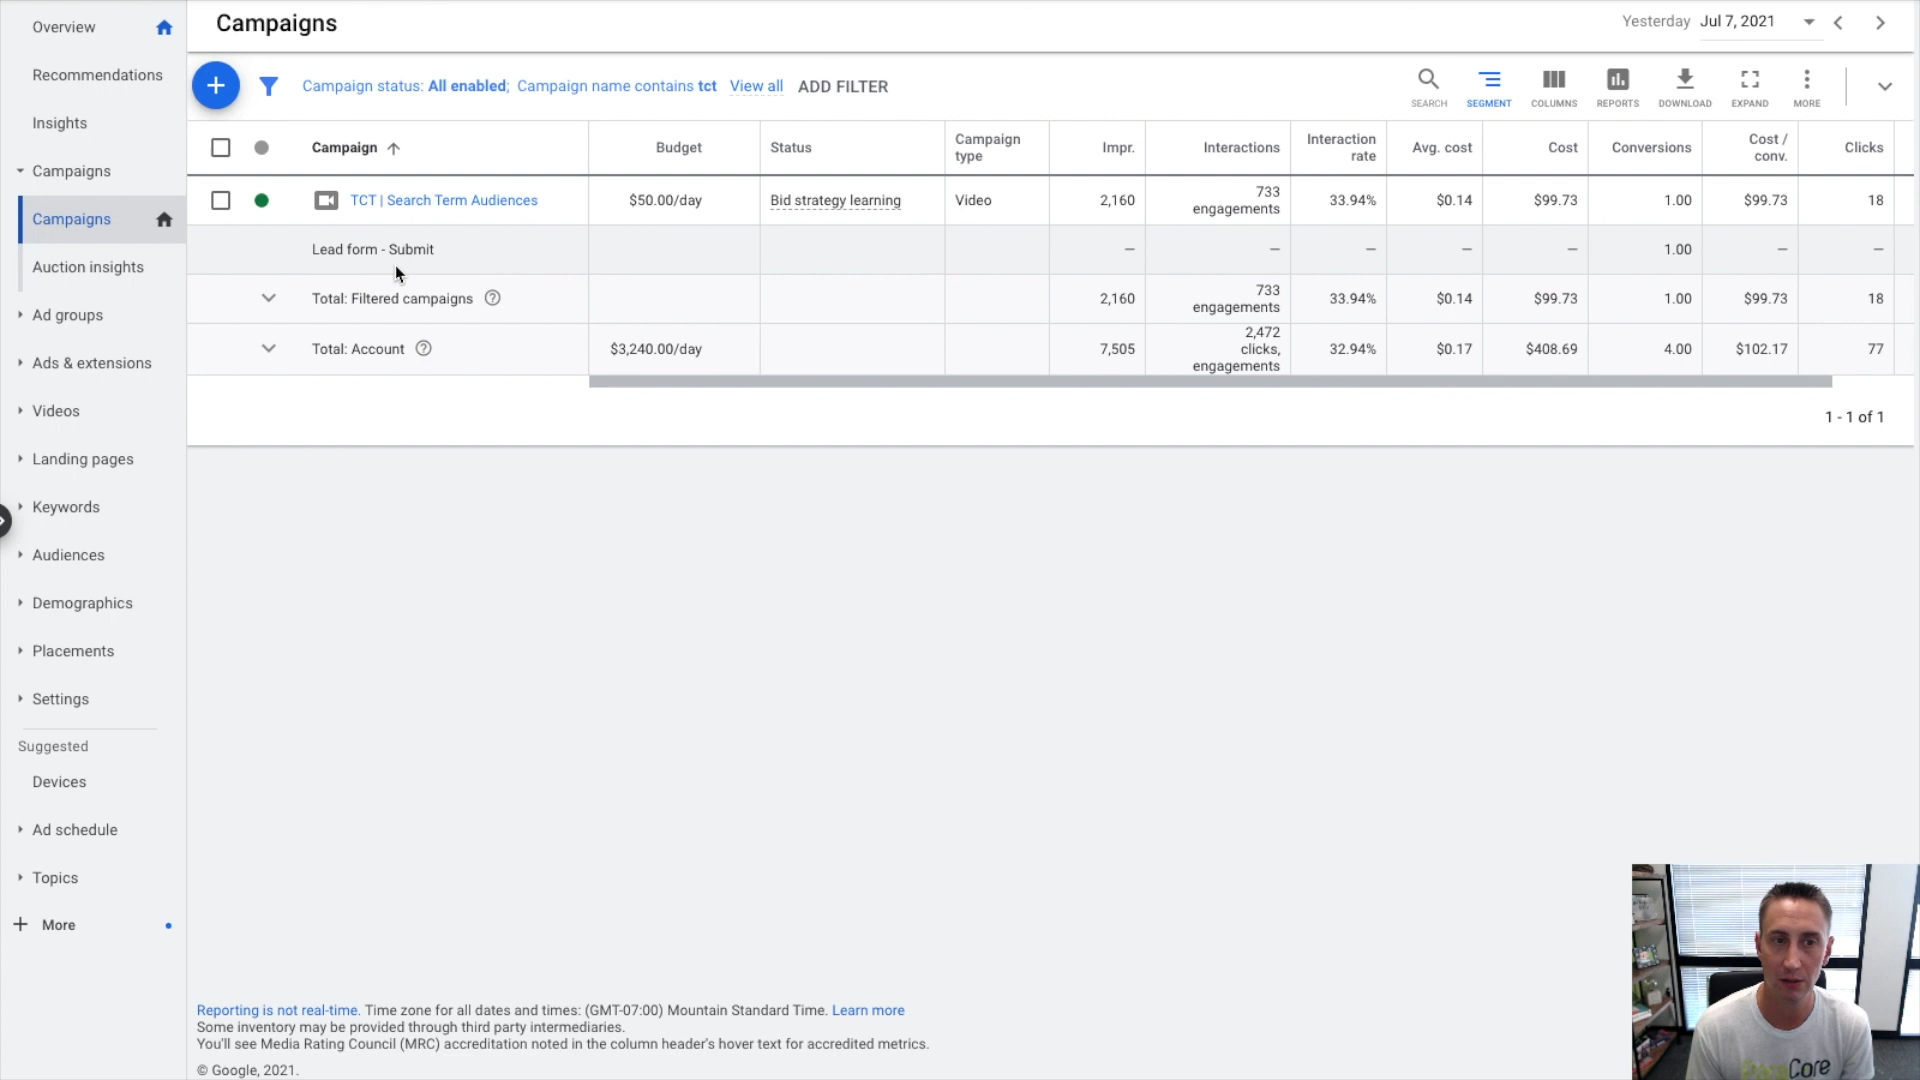 Overview
Recommendations
Insights
Campaigns
Campaigns
Auction insights
Ad groups
Ads & extensions
Videos
Landing pages
Keywords
Audiences
Demographics
Placements
Settings
Suggested
Devices
Ad schedule
Topics
More
Campaigns
Yesterday Jul 7, 2021
Campaign status: All enabled; Campaign name contains tct View all ADD FILTER
SEARCH SEGMENT COLUMNS REPORTS DOWNLOAD EXPAND MORE
Campaign Budget Status Campaign type Impr. Interactions Interaction rate Avg. cost Cost Conversions Cost / conv. Clicks
TCT | Search Term Audiences $50.00/day Bid strategy learning Video 2,160 733 engagements 33.94% $0.14 $99.73 1.00 $99.73 18
Lead form - Submit — — — — — 1.00 — —
Total: Filtered campaigns 2,160 733 engagements 33.94% $0.14 $99.73 1.00 $99.73 18
Total: Account $3,240.00/day 7,505 2,472 clicks, engagements 32.94% $0.17 $408.69 4.00 $102.17 77
1 - 1 of 1
Reporting is not real-time. Time zone for all dates and times: (GMT-07:00) Mountain Standard Time. Learn more
Some inventory may be provided through third party intermediaries.
You'll see Media Rating Council (MRC) accreditation noted in the column header's hover text for accredited metrics.
© Google, 2021.